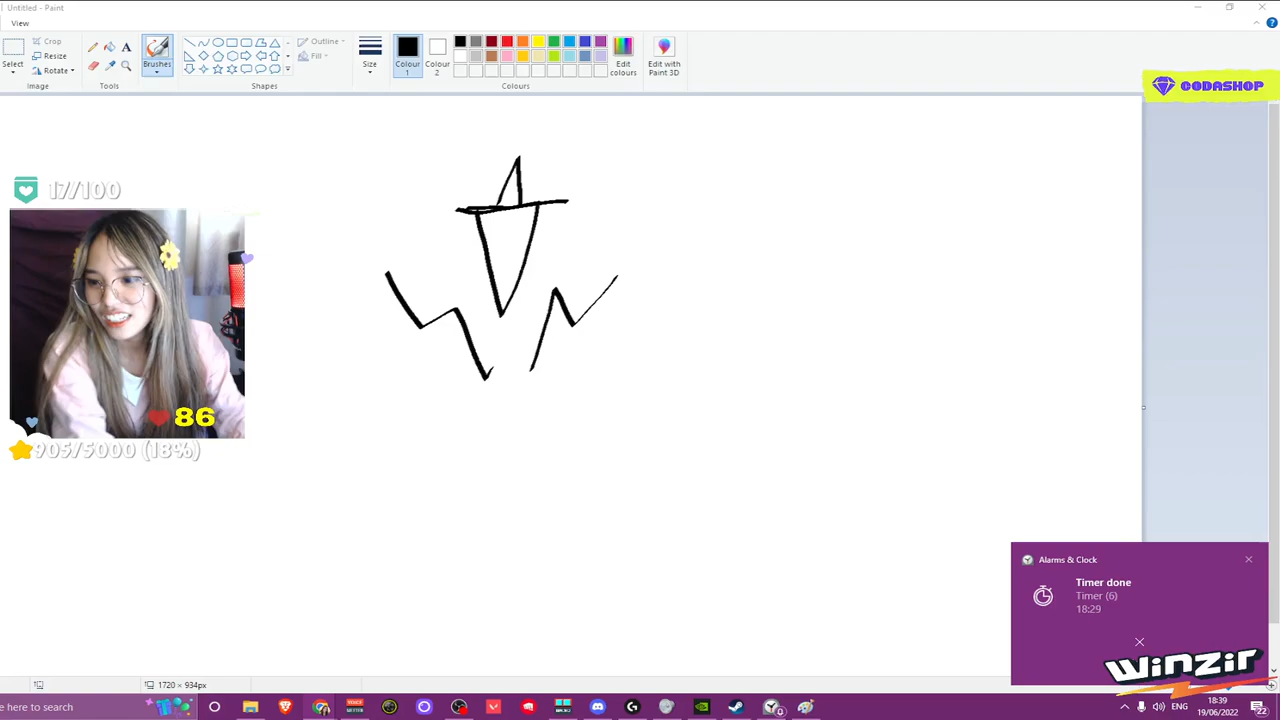 Untitled - Paint
View
Select
Crop
Resize
Rotate
Image
Tools
Brushes
Outline
Fill
Shapes
Size
Colour 1
Colour 2
Edit colours
Colours
Edit with Paint 3D
CODASHOP
17/100
86
905/5000 (18%)
Alarms & Clock
Timer done
Timer (6)
18:29
WINZIR
1720 × 934px
e here to search
ENG
18:39
19/06/2022
22